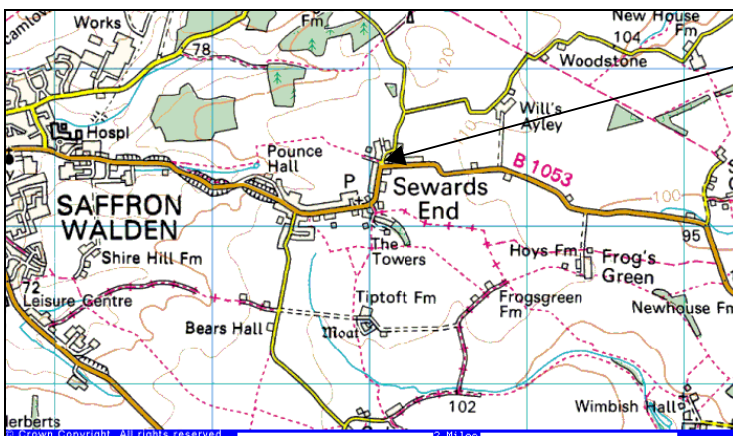 Works
78
Fm
New House
Fm
104
Woodstone
120
Hospl
Will's
Ayley
Pounce
Hall
P
B 1053
Sewards
End
100
SAFFRON
WALDEN
The
Towers
95
Shire Hill Fm
Hoys Fm
Frog's
Green
72
Leisure Centre
Tiptoft Fm
Frogsgreen
Fm
Newhouse Fm
Bears Hall
Moat
102
Wimbish Hall
© Crown Copyright. All rights reserved
2 Miles